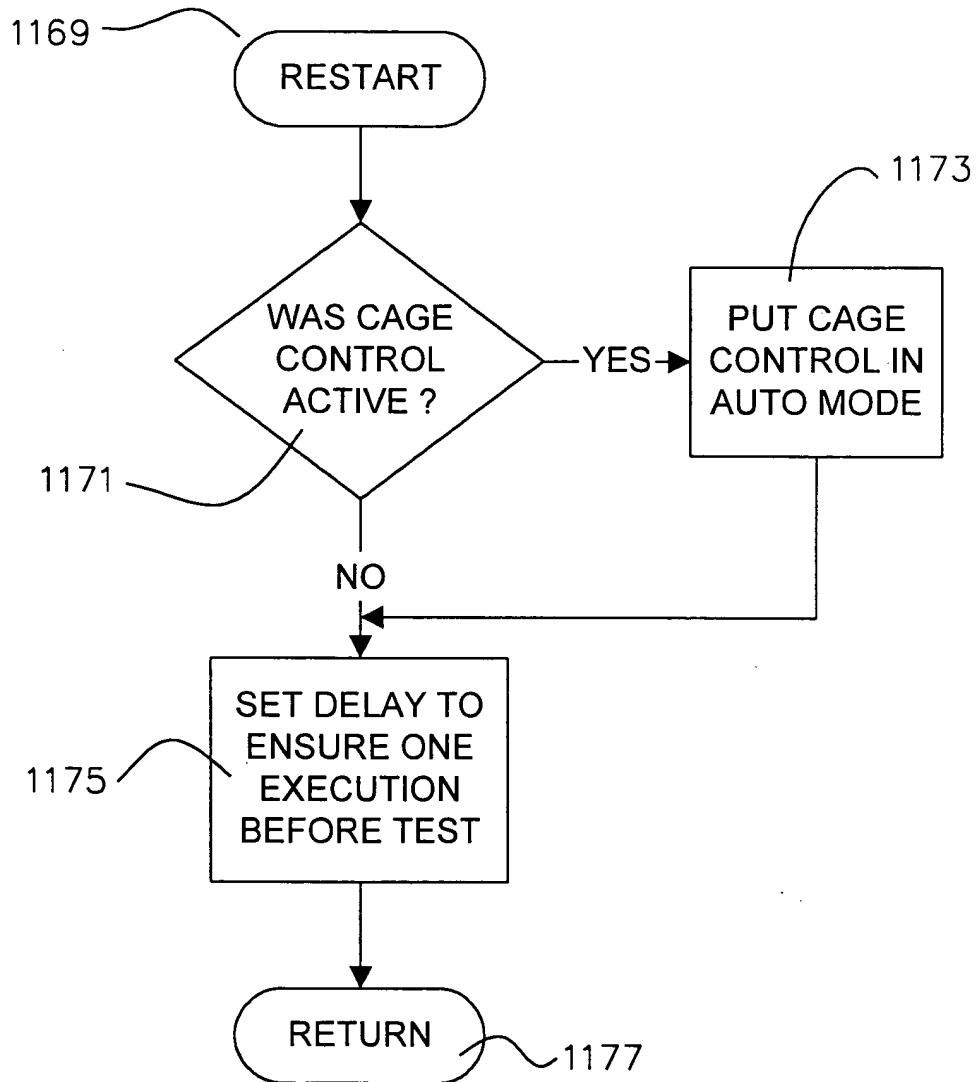 1169
RESTART
1173
WAS CAGE
CONTROL
ACTIVE ?
YES
PUT CAGE
CONTROL IN
AUTO MODE
1171
NO
SET DELAY TO
ENSURE ONE
EXECUTION
BEFORE TEST
1175
RETURN
1177